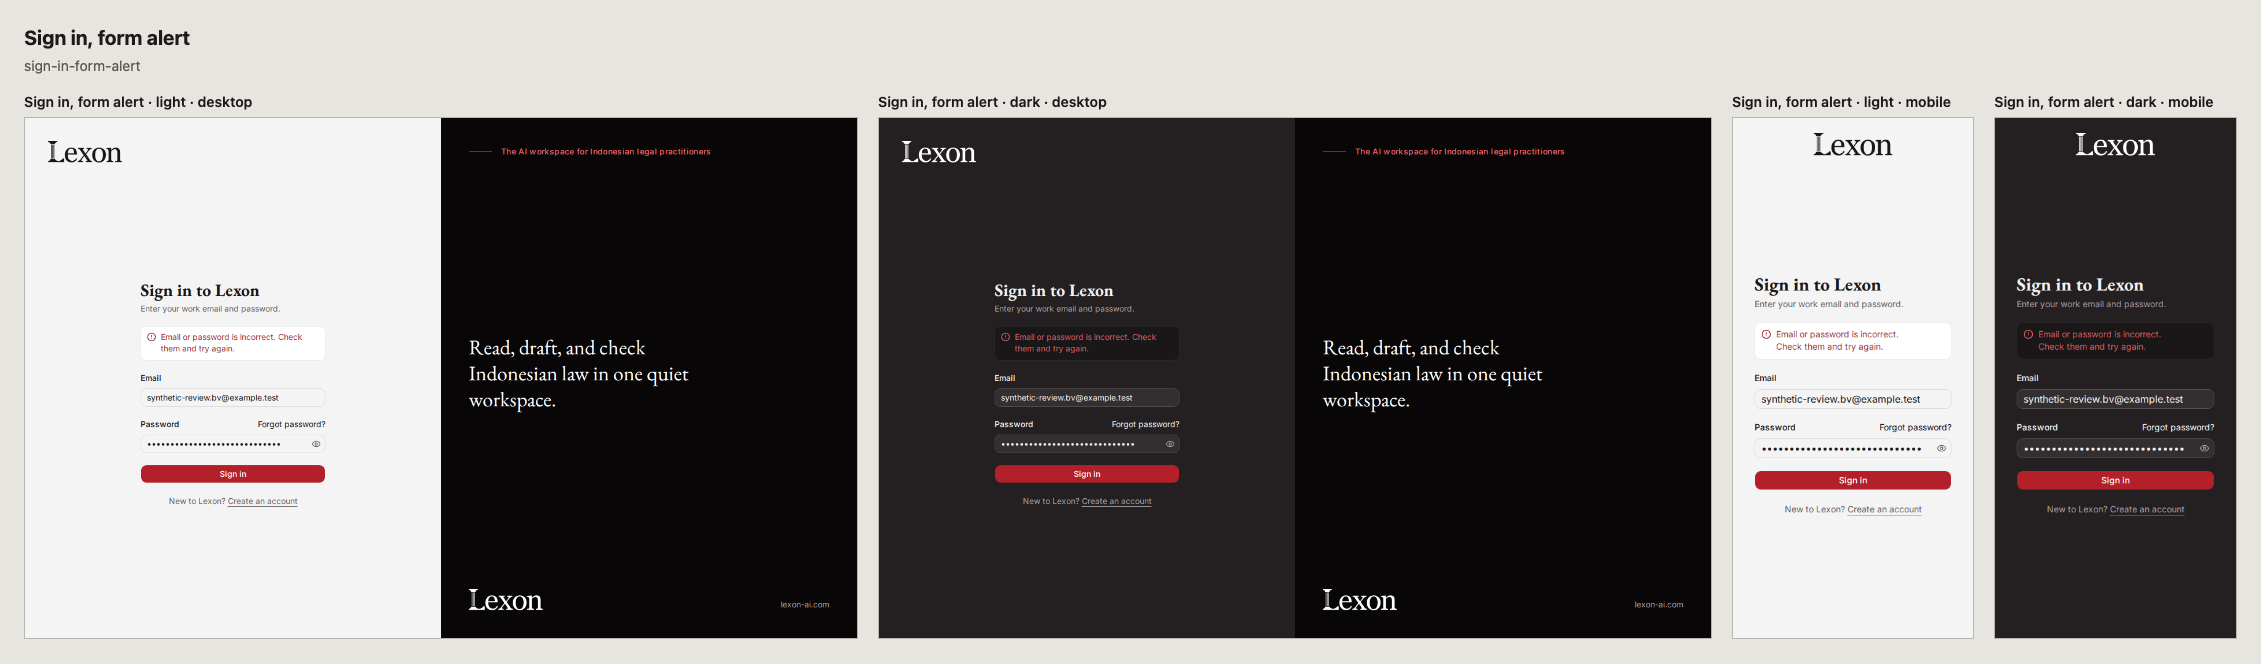 Sign in, form alert
sign-in-form-alert
Sign in, form alert · light · desktop
Lexon
Sign in to Lexon
Enter your work email and password.
Email or password is incorrect. Check
them and try again.
Email
synthetic-review.bv@example.test
Password Forgot password?
Sign in
New to Lexon? Create an account
The AI workspace for Indonesian legal practitioners
Read, draft, and check
Indonesian law in one quiet
workspace.
Lexon
lexon-ai.com
Sign in, form alert · dark · desktop
Lexon
Sign in to Lexon
Enter your work email and password.
Email or password is incorrect. Check
them and try again.
Email
synthetic-review.bv@example.test
Password Forgot password?
Sign in
New to Lexon? Create an account
The AI workspace for Indonesian legal practitioners
Read, draft, and check
Indonesian law in one quiet
workspace.
Lexon
lexon-ai.com
Sign in, form alert · light · mobile
Lexon
Sign in to Lexon
Enter your work email and password.
Email or password is incorrect.
Check them and try again.
Email
synthetic-review.bv@example.test
Password Forgot password?
Sign in
New to Lexon? Create an account
Sign in, form alert · dark · mobile
Lexon
Sign in to Lexon
Enter your work email and password.
Email or password is incorrect.
Check them and try again.
Email
synthetic-review.bv@example.test
Password Forgot password?
Sign in
New to Lexon? Create an account